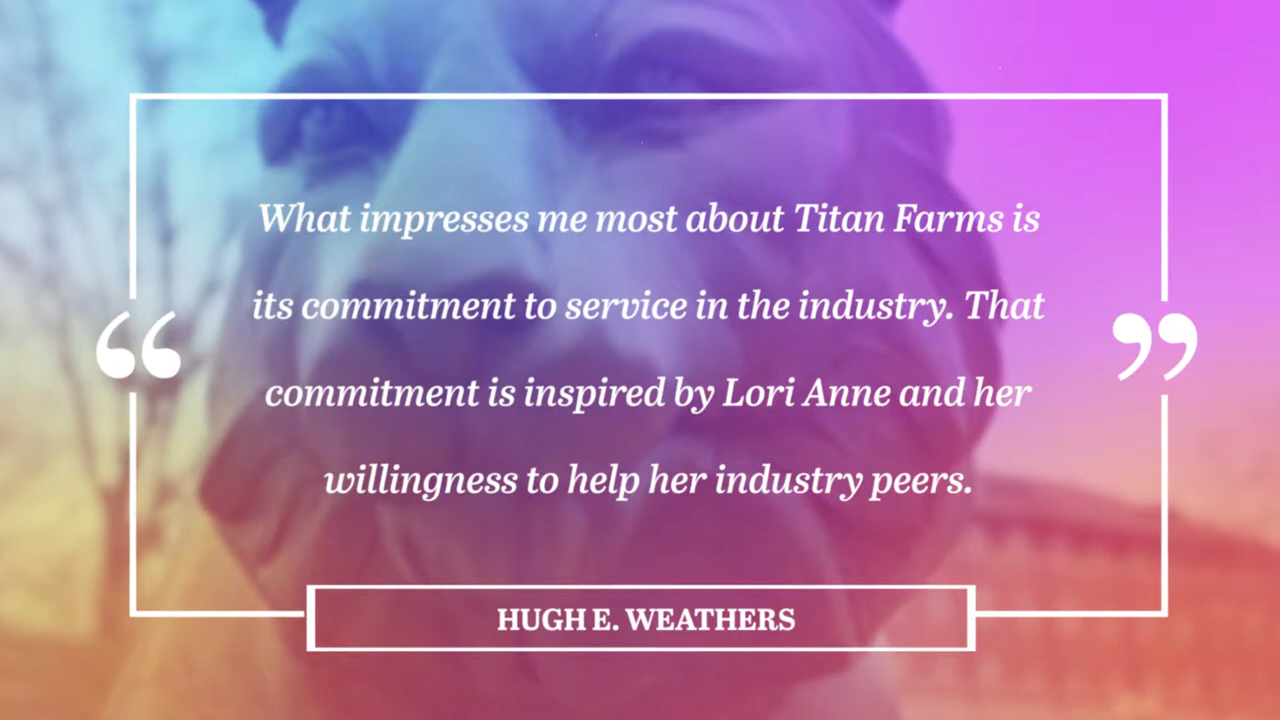 What impresses me most about Titan Farms is
its commitment to service in the industry. That
“ ”
commitment is inspired by Lori Anne and her
willingness to help her industry peers.
HUGH E. WEATHERS